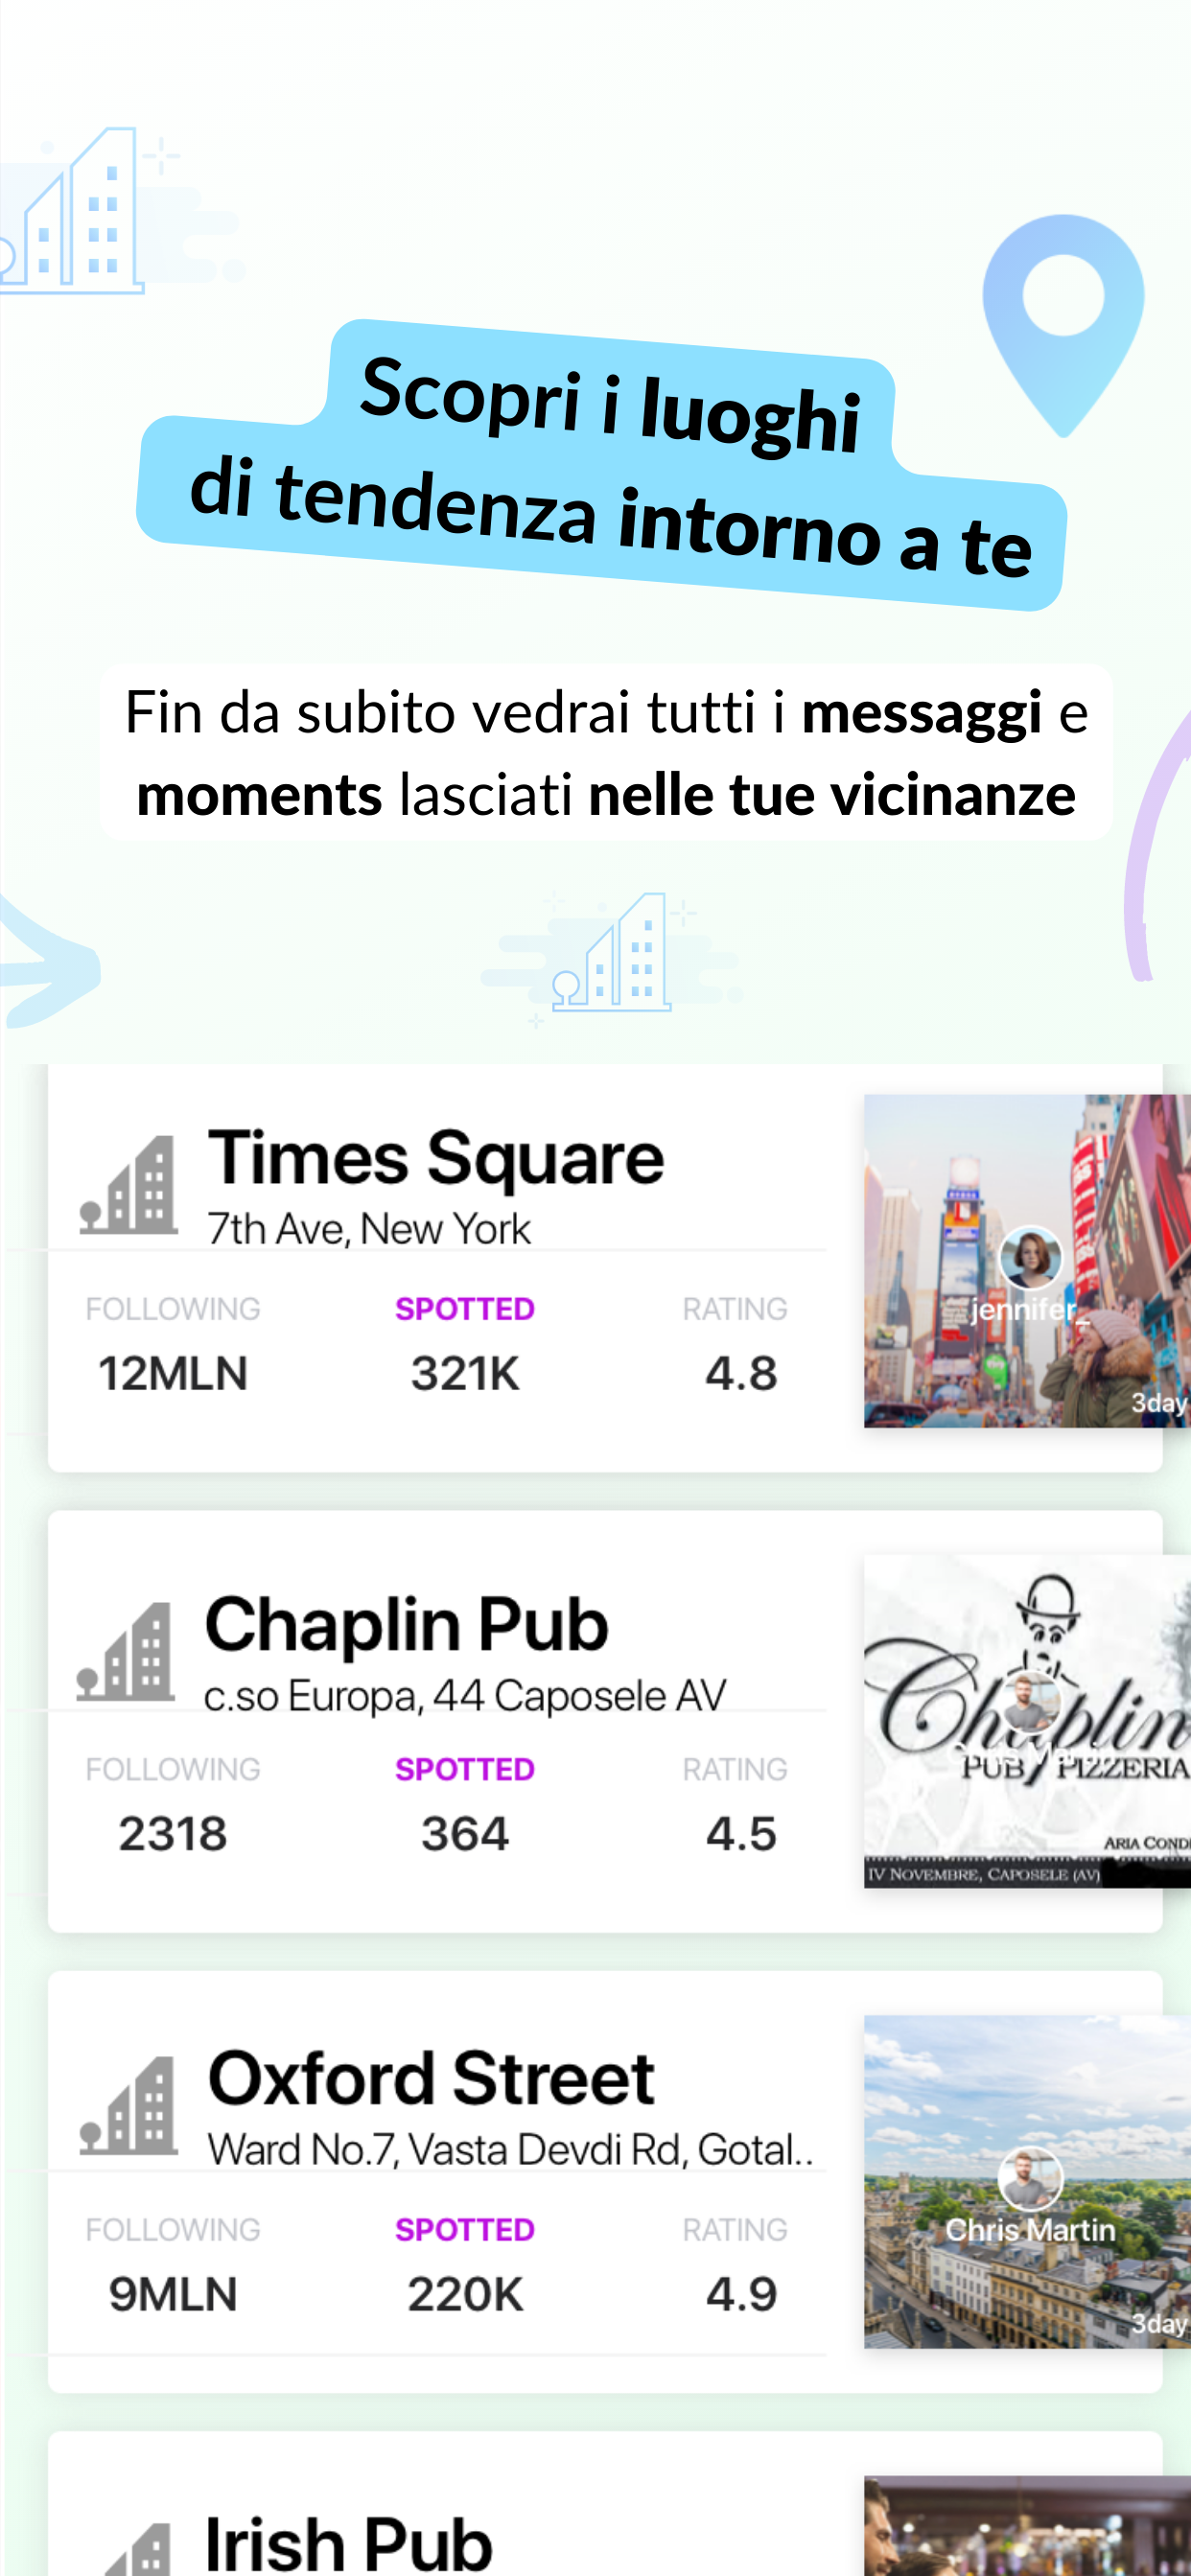 Scopri i luoghi
di tendenza intorno a te
Fin da subito vedrai tutti i messaggi e
moments lasciati nelle tue vicinanze
Times Square
7th Ave, New York
FOLLOWING SPOTTED RATING
12MLN 321K 4.8
jennifer_
3day
Chaplin Pub
c.so Europa, 44 Caposele AV
FOLLOWING SPOTTED RATING
2318 364 4.5
Chaplin
PUB PIZZERIA
ARIA COND
IV NOVEMBRE, CAPOSELE (AV)
Oxford Street
Ward No.7, Vasta Devdi Rd, Gotal..
FOLLOWING SPOTTED RATING
9MLN 220K 4.9
Chris Martin
3day
Irish Pub